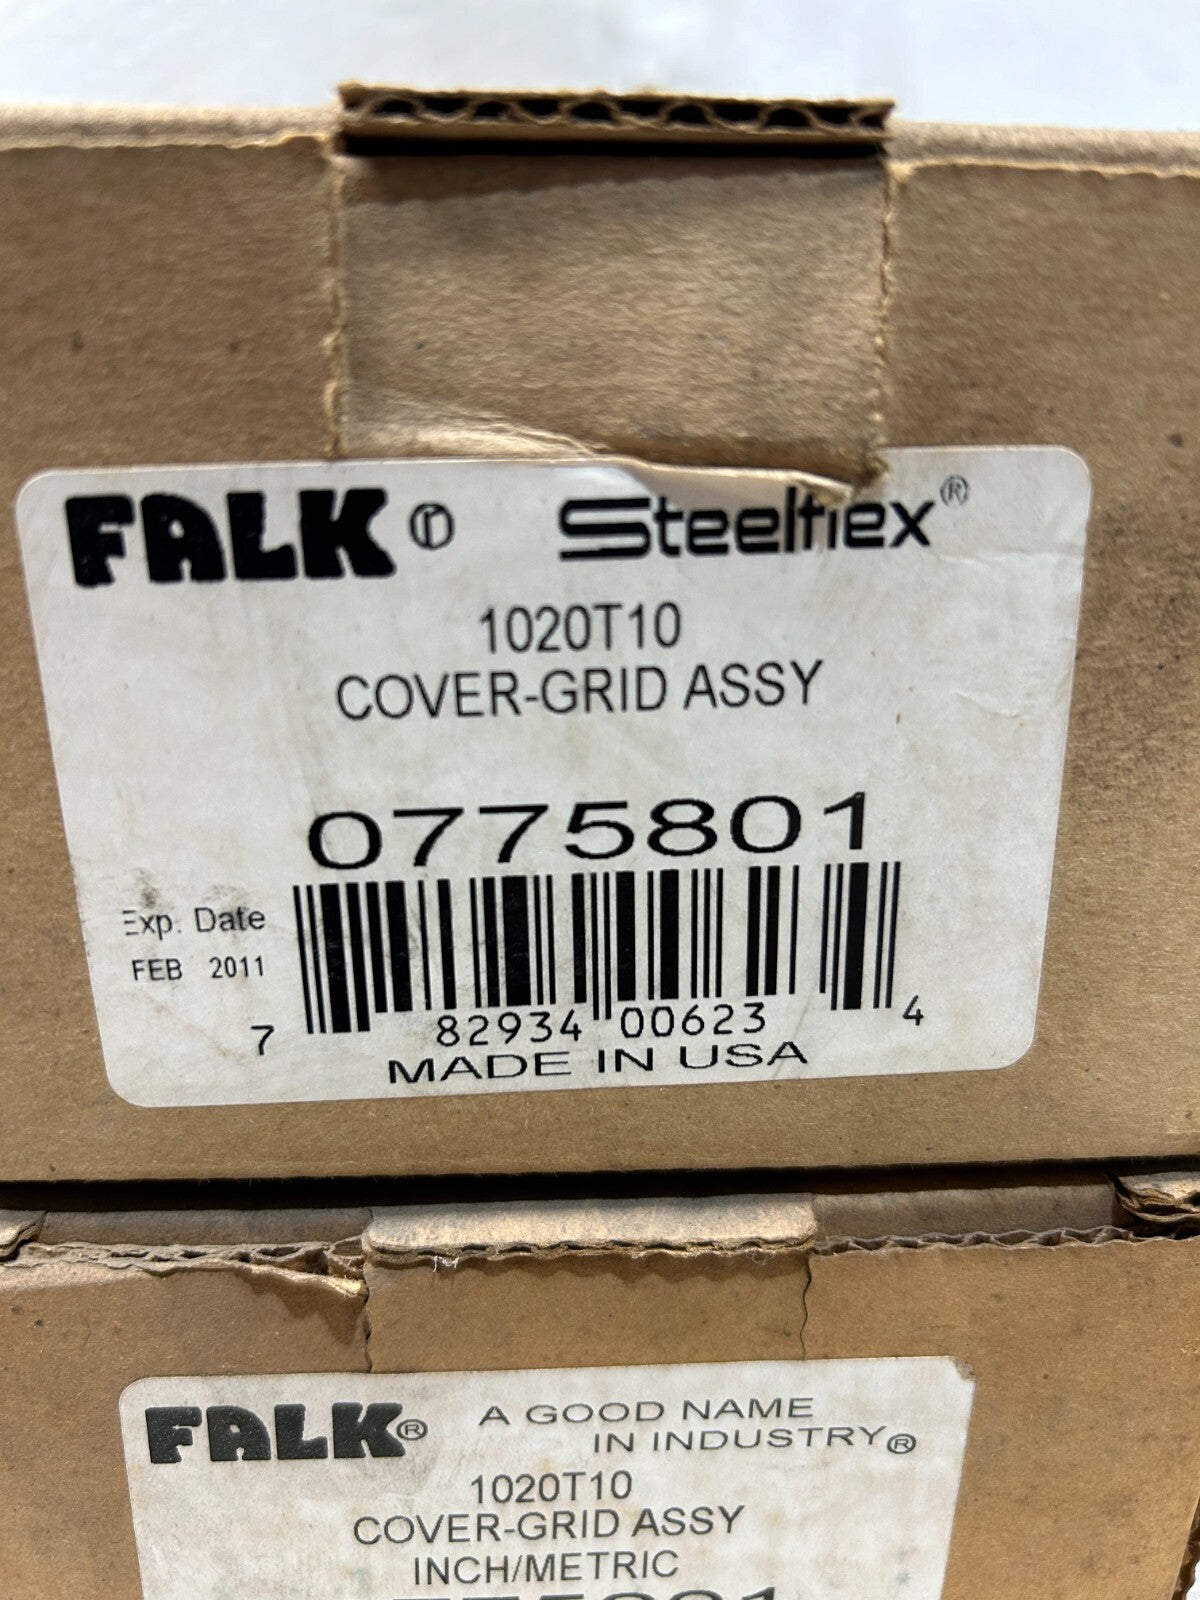 FALK ® Steelflex®
1020T10
COVER-GRID ASSY
0775801
Exp. Date
FEB 2011
7 82934 00623 4
MADE IN USA
FALK® A GOOD NAME
IN INDUSTRY®
1020T10
COVER-GRID ASSY
INCH/METRIC